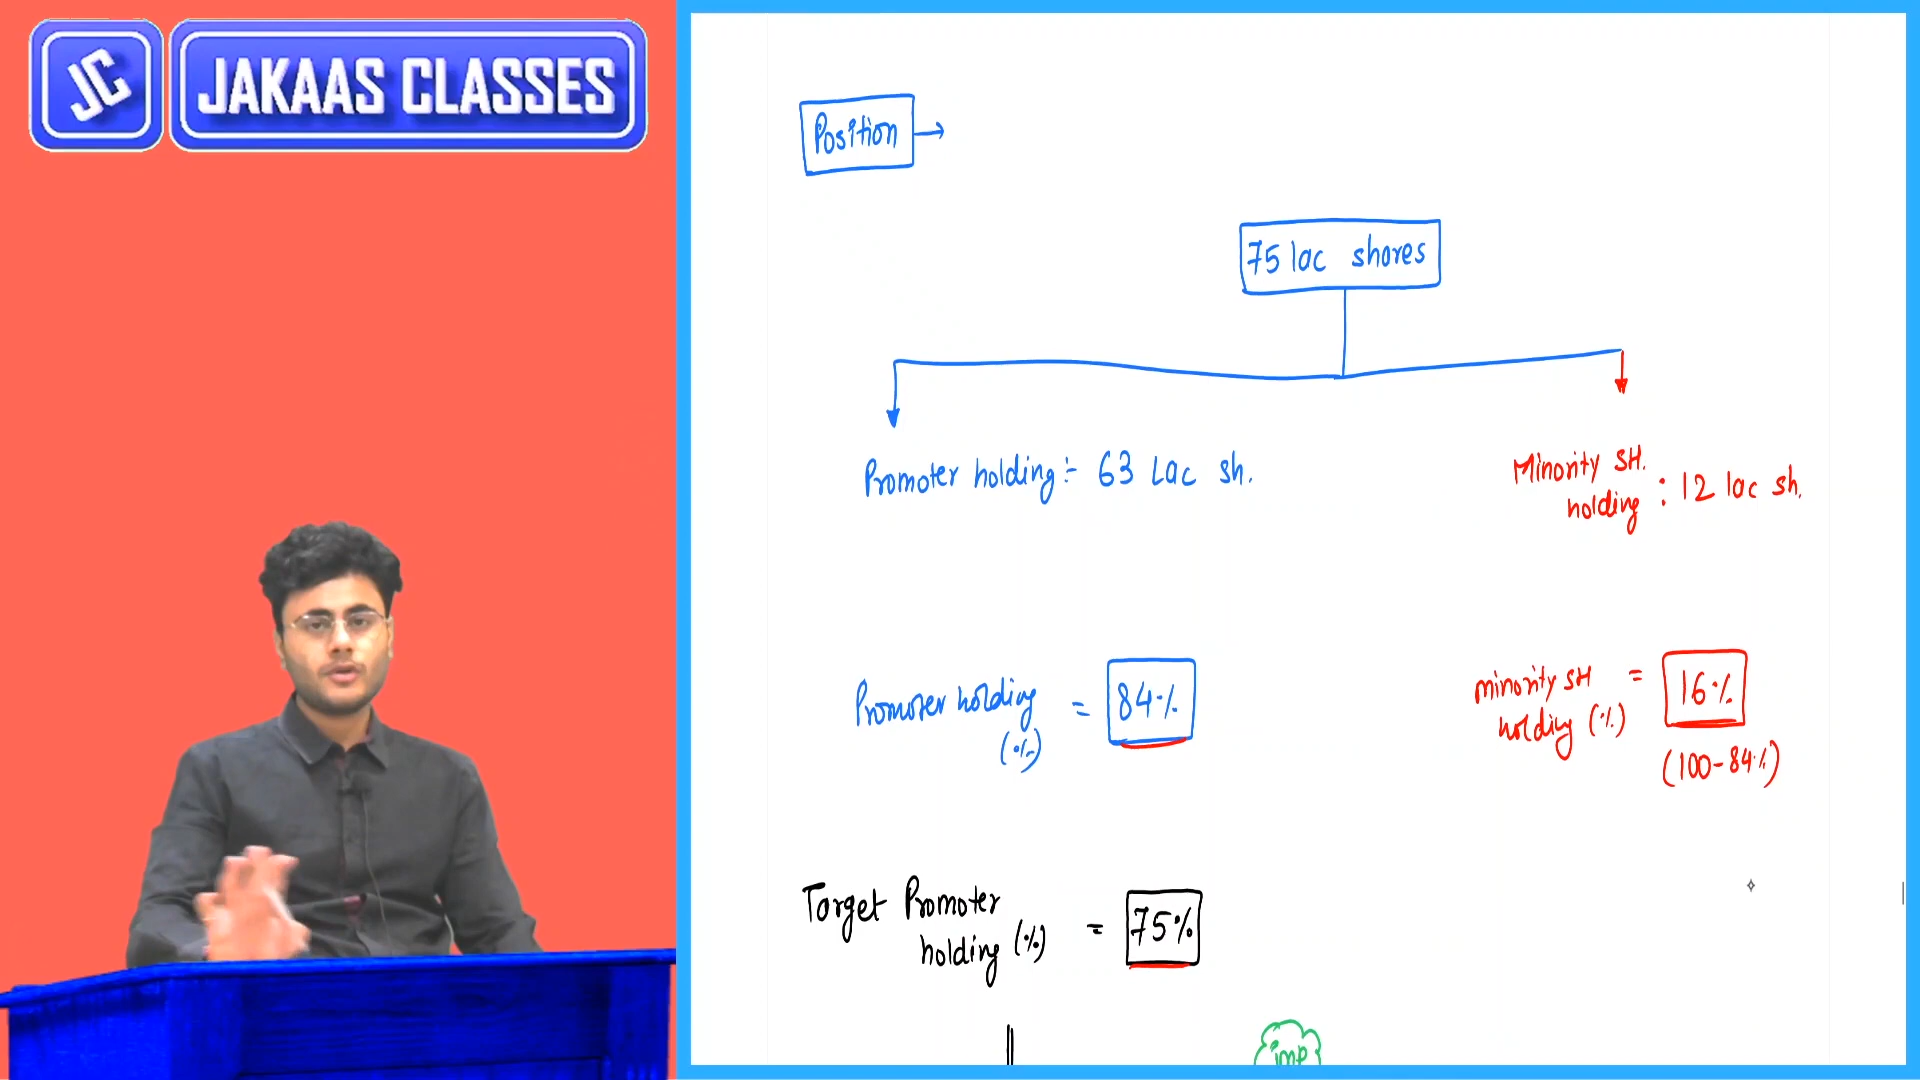 JC JAKAAS CLASSES
Position →
75 lac shares
Promoter holding :- 63 Lac sh.
Minority SH. holding : 12 lac sh.
Promoter holding (%) = 84%
minority SH holding (%) = 16%
(100-84%)
Target Promoter holding (%) = 75%
imp